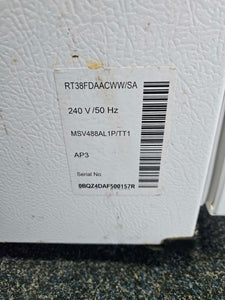 RT38FDAACWW/SA
240 V /50 Hz
MSV488AL1P/TT1
AP3
Serial No
0BQZ4DAF500157R